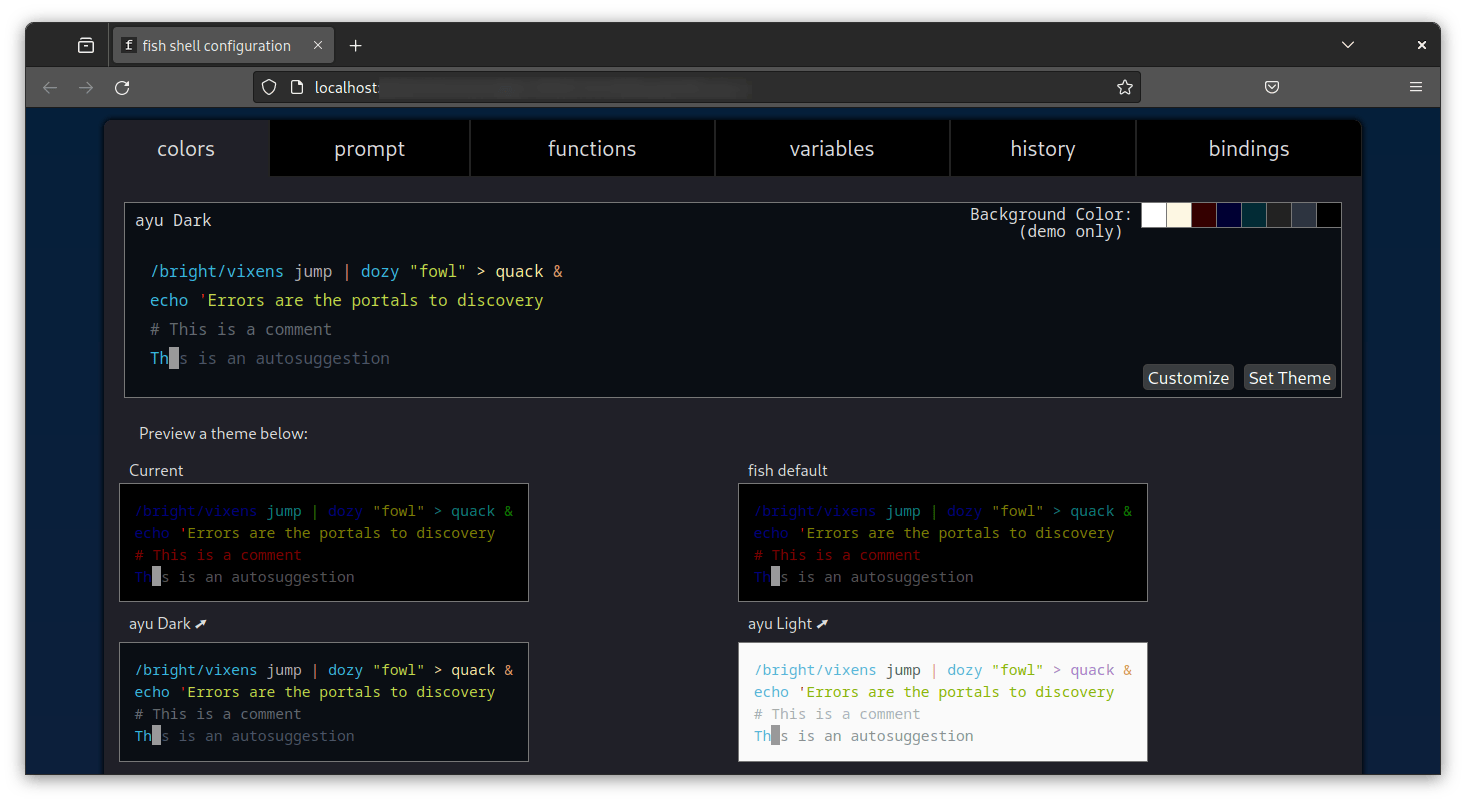 f fish shell configuration
localhost:
colors prompt functions variables history bindings
ayu Dark
Background Color:
(demo only)
/bright/vixens jump | dozy "fowl" > quack &
echo 'Errors are the portals to discovery
# This is a comment
Ths is an autosuggestion
Customize Set Theme
Preview a theme below:
Current
/bright/vixens jump | dozy "fowl" > quack &
echo 'Errors are the portals to discovery
# This is a comment
Ths is an autosuggestion
fish default
/bright/vixens jump | dozy "fowl" > quack &
echo 'Errors are the portals to discovery
# This is a comment
Ths is an autosuggestion
ayu Dark
/bright/vixens jump | dozy "fowl" > quack &
echo 'Errors are the portals to discovery
# This is a comment
Ths is an autosuggestion
ayu Light
/bright/vixens jump | dozy "fowl" > quack &
echo 'Errors are the portals to discovery
# This is a comment
Ths is an autosuggestion